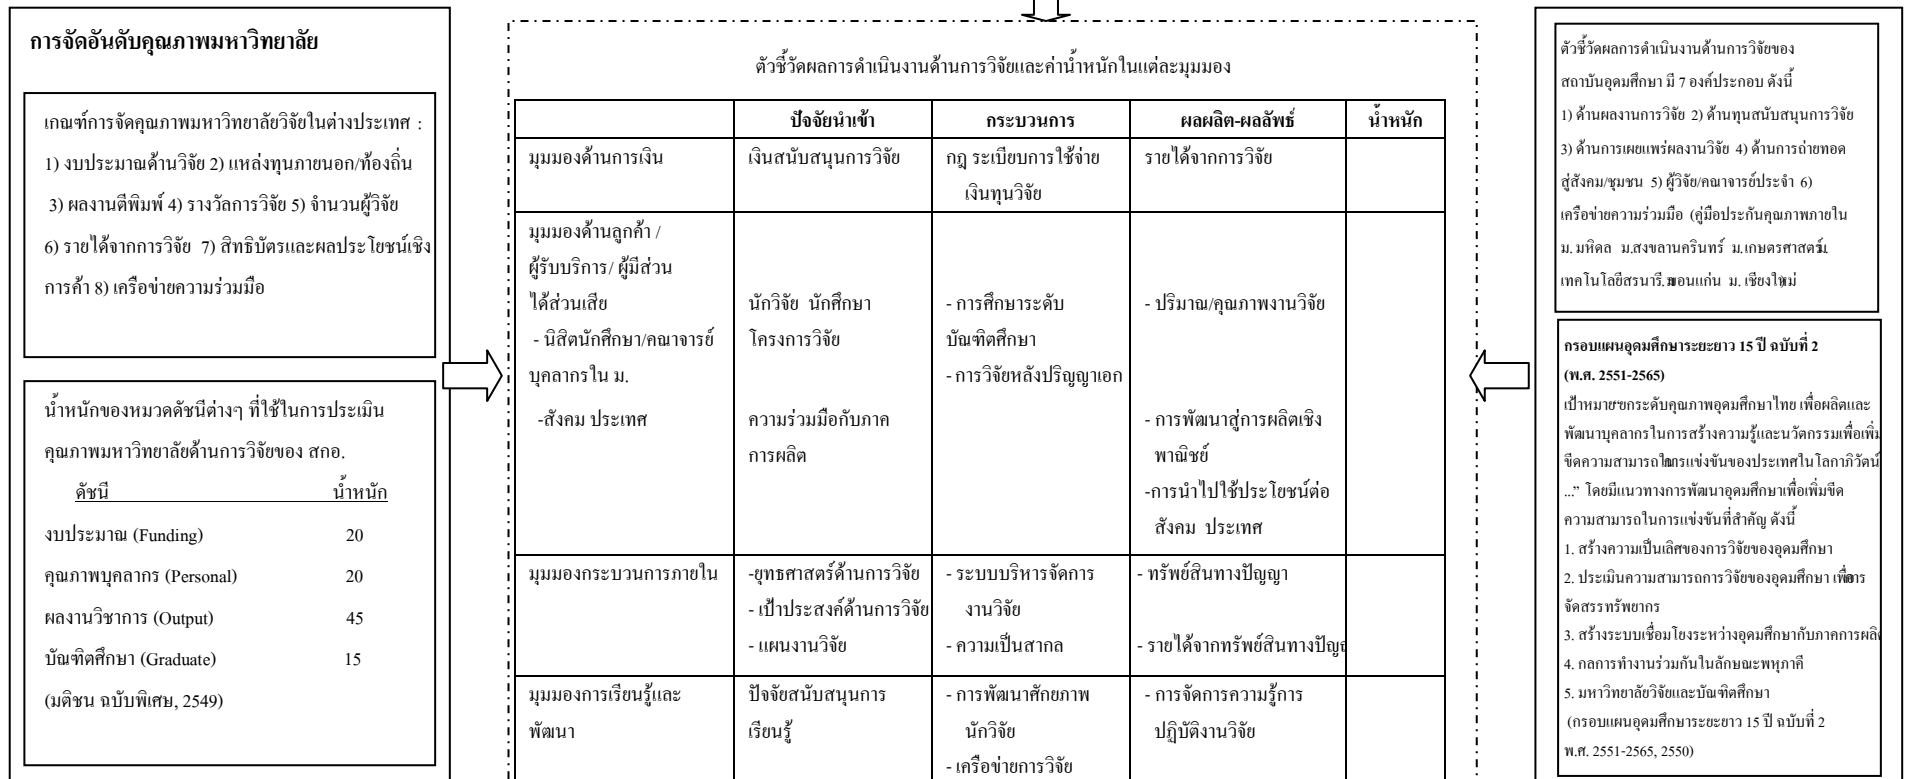 การจัดอันดับคุณภาพมหาวิทยาลัย
เกณฑ์การจัดคุณภาพมหาวิทยาลัยวิจัยในต่างประเทศ :
1) งบประมาณด้านวิจัย 2) แหล่งทุนภายนอก/ท้องถิ่น
3) ผลงานตีพิมพ์ 4) รางวัลการวิจัย 5) จำนวนผู้วิจัย
6) รายได้จากการวิจัย 7) สิทธิบัตรและผลประโยชน์เชิง
การค้า 8) เครือข่ายความร่วมมือ
น้ำหนักของหมวดดัชนีต่างๆ ที่ใช้ในการประเมิน
คุณภาพมหาวิทยาลัยด้านการวิจัยของ สกอ.
ดัชนี น้ำหนัก
งบประมาณ (Funding) 20
คุณภาพบุคลากร (Personal) 20
ผลงานวิชาการ (Output) 45
บัณฑิตศึกษา (Graduate) 15
(มติชน ฉบับพิเศษ, 2549)
ตัวชี้วัดผลการดำเนินงานด้านการวิจัยและค่าน้ำหนักในแต่ละมุมมอง
ปัจจัยนำเข้า กระบวนการ ผลผลิต-ผลลัพธ์ น้ำหนัก
มุมมองด้านการเงิน เงินสนับสนุนการวิจัย กฎ ระเบียบการใช้จ่าย รายได้จากการวิจัย
เงินทุนวิจัย
มุมมองด้านลูกค้า /
ผู้รับบริการ/ ผู้มีส่วน
ได้ส่วนเสีย นักวิจัย นักศึกษา - การศึกษาระดับ - ปริมาณ/คุณภาพงานวิจัย
- นิสิตนักศึกษา/คณาจารย์ โครงการวิจัย บัณฑิตศึกษา
บุคลากรใน ม. - การวิจัยหลังปริญญาเอก
-สังคม ประเทศ ความร่วมมือกับภาค - การพัฒนาสู่การผลิตเชิง
การผลิต พาณิชย์
-การนำไปใช้ประโยชน์ต่อ
สังคม ประเทศ
มุมมองกระบวนการภายใน -ยุทธศาสตร์ด้านการวิจัย - ระบบบริหารจัดการ - ทรัพย์สินทางปัญญา
- เป้าประสงค์ด้านการวิจัย งานวิจัย
- แผนงานวิจัย - ความเป็นสากล - รายได้จากทรัพย์สินทางปัญ
มุมมองการเรียนรู้และ ปัจจัยสนับสนุนการ - การพัฒนาศักยภาพ - การจัดการความรู้การ
พัฒนา เรียนรู้ นักวิจัย ปฏิบัติงานวิจัย
- เครือข่ายการวิจัย
ตัวชี้วัดผลการดำเนินงานด้านการวิจัยของ
สถาบันอุดมศึกษา มี 7 องค์ประกอบ ดังนี้
1) ด้านผลงานการวิจัย 2) ด้านทุนสนับสนุนการวิจัย
3) ด้านการเผยแพร่ผลงานวิจัย 4) ด้านการถ่ายทอด
สู่สังคม/ชุมชน 5) ผู้วิจัย/คณาจารย์ประจำ 6)
เครือข่ายความร่วมมือ (คู่มือประกันคุณภาพภายใน
ม. มหิดล ม.สงขลานครินทร์ ม.เกษตรศาสตร์ ม.
เทคโนโลยีสรนารี ม. ขอนแก่น ม. เชียงใหม่
กรอบแผนอุดมศึกษาระยะยาว 15 ปี ฉบับที่ 2
(พ.ศ. 2551-2565)
เป้าหมาย ยกระดับคุณภาพอุดมศึกษาไทย เพื่อผลิตและ
พัฒนาบุคลากรในการสร้างความรู้และนวัตกรรมเพื่อเพิ่ม
ขีดความสามารถในการแข่งขันของประเทศในโลกาภิวัตน์
...” โดยมีแนวทางการพัฒนาอุดมศึกษาเพื่อเพิ่มขีด
ความสามารถในการแข่งขันที่สำคัญ ดังนี้
1. สร้างความเป็นเลิศของการวิจัยของอุดมศึกษา
2. ประเมินความสามารถการวิจัยของอุดมศึกษา เพื่อการ
จัดสรรทรัพยากร
3. สร้างระบบเชื่อมโยงระหว่างอุดมศึกษากับภาคการผลิ
4. กลการทำงานร่วมกันในลักษณะพหุภาคี
5. มหาวิทยาลัยวิจัยและบัณฑิตศึกษา
(กรอบแผนอุดมศึกษาระยะยาว 15 ปี ฉบับที่ 2
พ.ศ. 2551-2565, 2550)